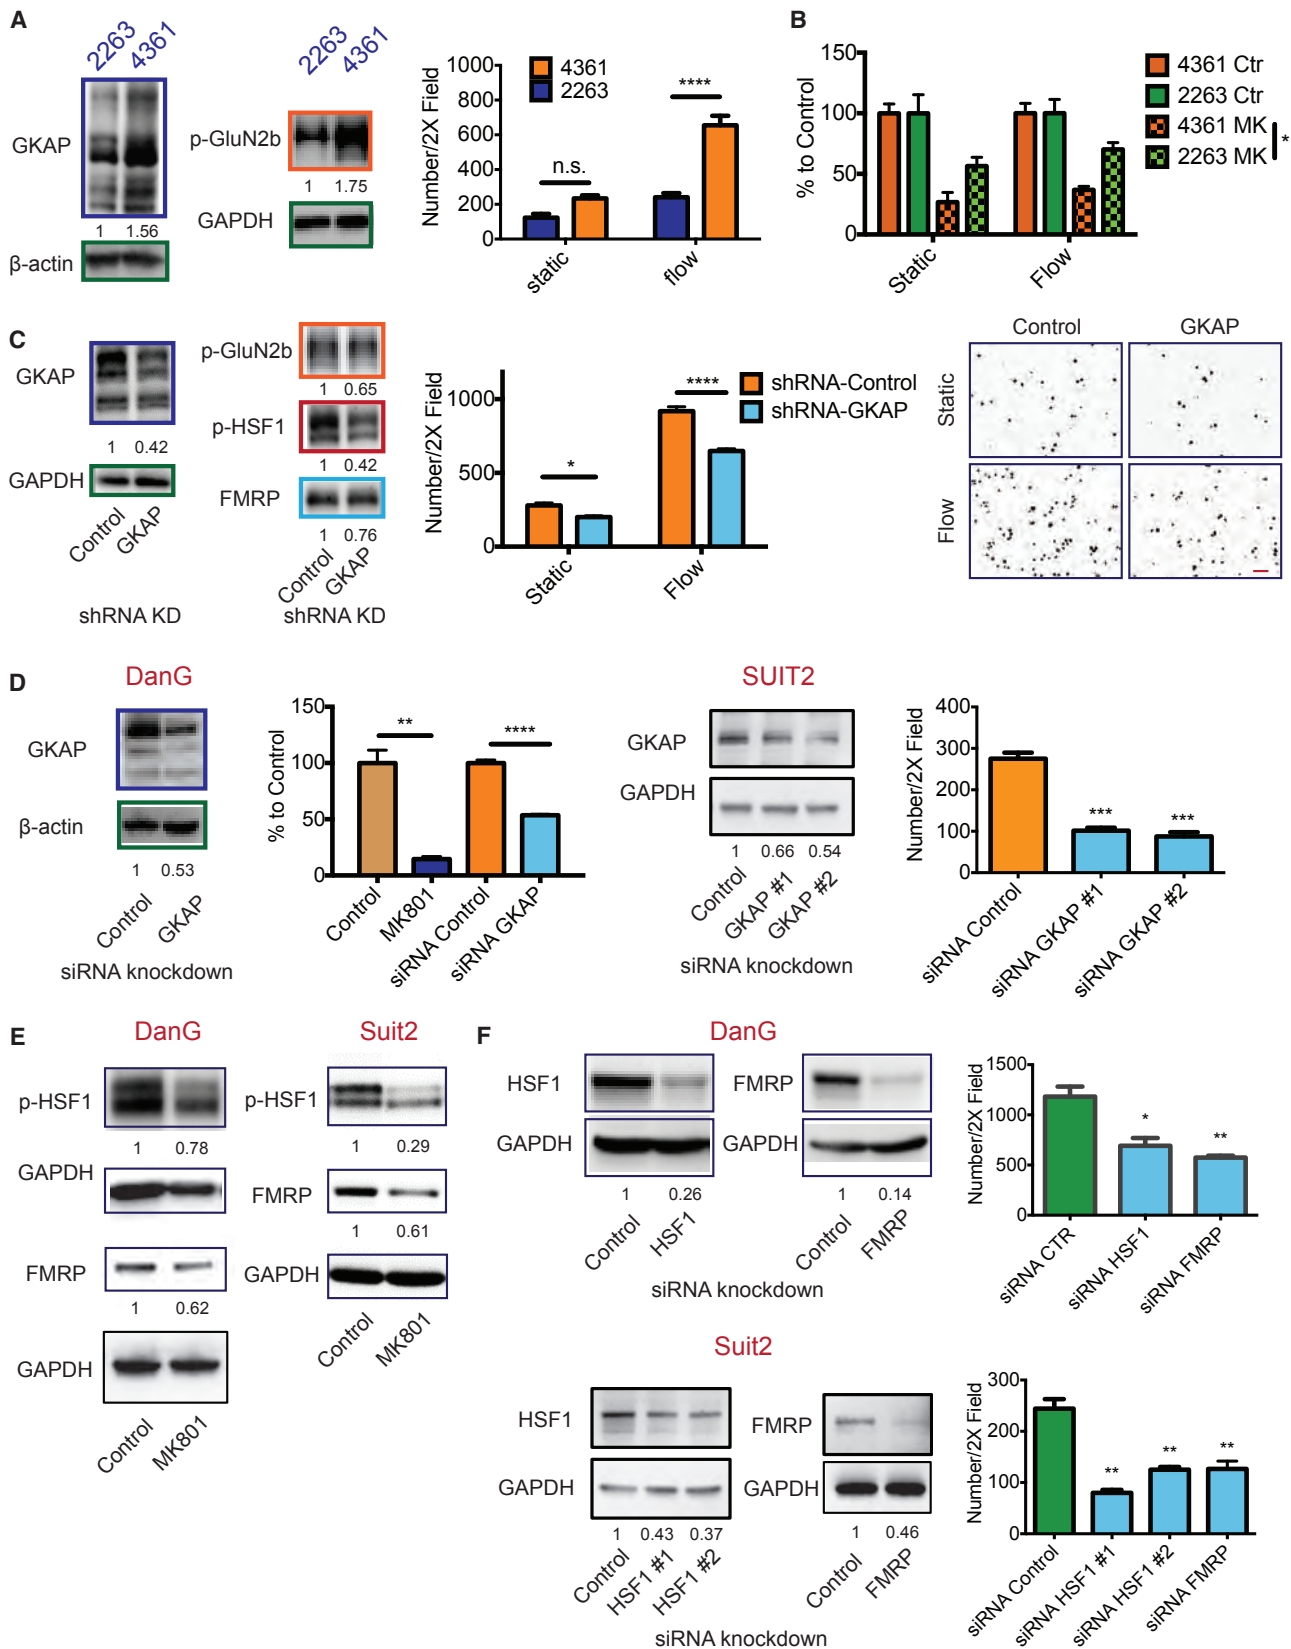 A
2263 4361
GKAP
1 1.56
β-actin
2263 4361
p-GluN2b
1 1.75
GAPDH
Number/2X Field
1000
800
600
400
200
0
4361
2263
n.s.
****
static
flow
B
% to Control
150
100
50
0
4361 Ctr
2263 Ctr
4361 MK
2263 MK
*
Static
Flow
C
GKAP
1 0.42
GAPDH
Control
GKAP
shRNA KD
p-GluN2b
1 0.65
p-HSF1
1 0.42
FMRP
1 0.76
Control
GKAP
shRNA KD
Number/2X Field
1000
500
0
*
****
shRNA-Control
shRNA-GKAP
Static
Flow
Control GKAP
Static
Flow
D
DanG
GKAP
β-actin
1 0.53
Control
GKAP
siRNA knockdown
% to Control
150
100
50
0
**
****
Control
MK801
siRNA Control
siRNA GKAP
SUIT2
GKAP
GAPDH
1 0.66 0.54
Control
GKAP #1
GKAP #2
siRNA knockdown
Number/2X Field
400
300
200
100
0
***
***
siRNA Control
siRNA GKAP #1
siRNA GKAP #2
E
DanG
p-HSF1
1 0.78
GAPDH
FMRP
1 0.62
GAPDH
Control
MK801
Suit2
p-HSF1
1 0.29
FMRP
1 0.61
GAPDH
Control
MK801
F
DanG
HSF1
GAPDH
1 0.26
Control
HSF1
FMRP
GAPDH
1 0.14
Control
FMRP
siRNA knockdown
Number/2X Field
1500
1000
500
0
*
**
siRNA CTR
siRNA HSF1
siRNA FMRP
Suit2
HSF1
GAPDH
1 0.43 0.37
Control
HSF1 #1
HSF1 #2
FMRP
GAPDH
1 0.46
Control
FMRP
siRNA knockdown
Number/2X Field
300
200
100
0
**
**
**
siRNA Control
siRNA HSF1 #1
siRNA HSF1 #2
siRNA FMRP